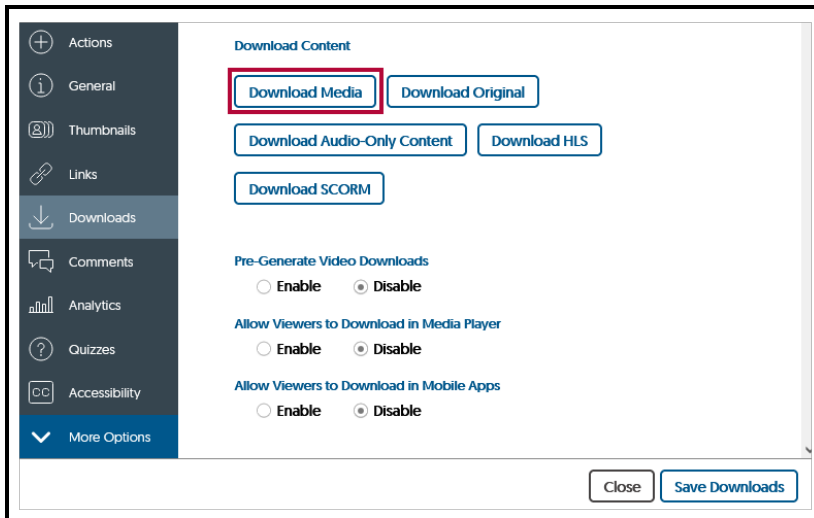 Actions
General
Thumbnails
Links
Downloads
Comments
Analytics
Quizzes
CC Accessibility
More Options
Download Content
Download Media Download Original
Download Audio-Only Content Download HLS
Download SCORM
Pre-Generate Video Downloads
Enable Disable
Allow Viewers to Download in Media Player
Enable Disable
Allow Viewers to Download in Mobile Apps
Enable Disable
Close Save Downloads